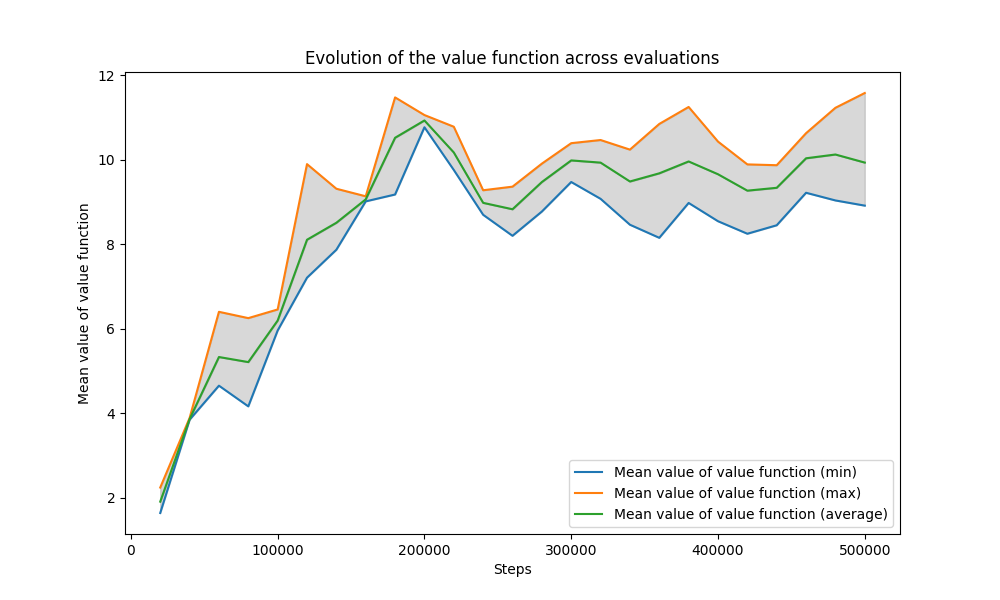 Evolution of the value function across evaluations
Mean value of value function
12
10
8
6
4
2
0
100000
200000
300000
400000
500000
Steps
Mean value of value function (min)
Mean value of value function (max)
Mean value of value function (average)